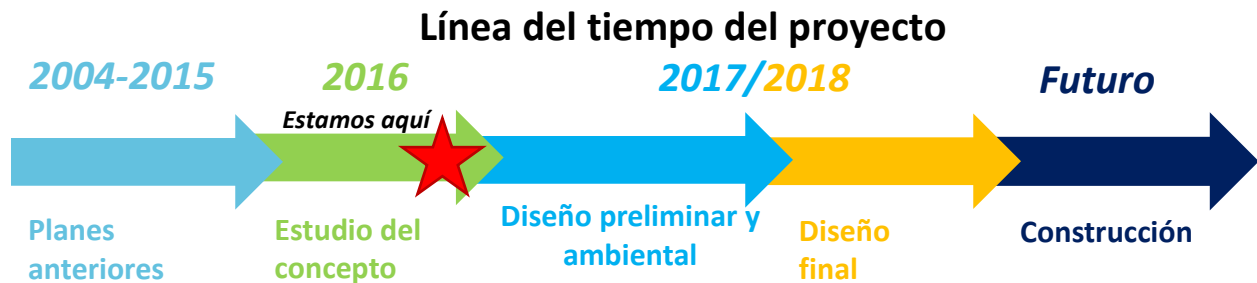 Línea del tiempo del proyecto
2004-2015
2016
2017/2018
Futuro
Estamos aquí
Planes
anteriores
Estudio del
concepto
Diseño preliminar y
ambiental
Diseño
final
Construcción